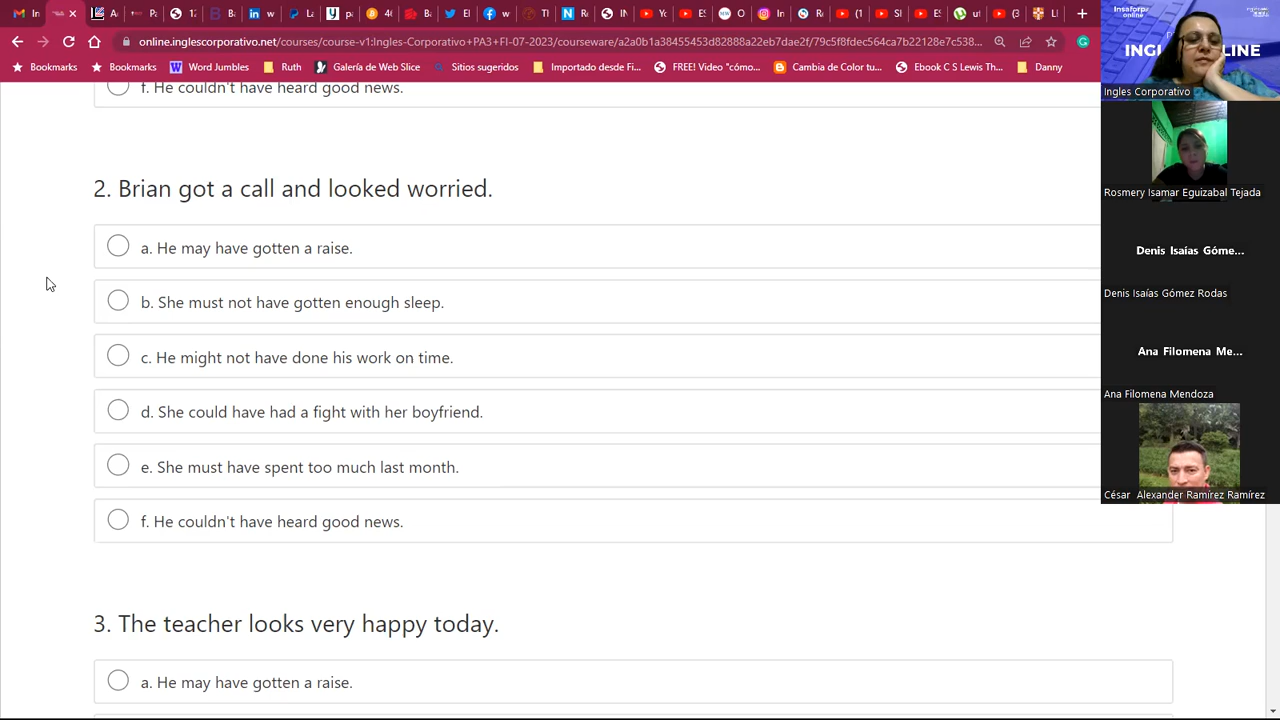 online.inglescorporativo.net/courses/course-v1:Ingles-Corporativo+PA3+FI-07-2023/courseware/a2a0b1a38455453d82888a22eb7dae2f/79c5f8fdec564ca7b22128e7c538...
Bookmarks Bookmarks Word Jumbles Ruth Galería de Web Slice Sitios sugeridos Importado desde Fi... FREE! Video "cómo... Cambia de Color tu... Ebook C S Lewis Th... Danny
f. He couldn't have heard good news.
2. Brian got a call and looked worried.
a. He may have gotten a raise.
b. She must not have gotten enough sleep.
c. He might not have done his work on time.
d. She could have had a fight with her boyfriend.
e. She must have spent too much last month.
f. He couldn't have heard good news.
3. The teacher looks very happy today.
a. He may have gotten a raise.
Ingles Corporativo
Rosmery Isamar Eguizabal Tejada
Denis Isaías Góme...
Denis Isaías Gómez Rodas
Ana Filomena Me...
Ana Filomena Mendoza
César Alexander Ramírez Ramírez